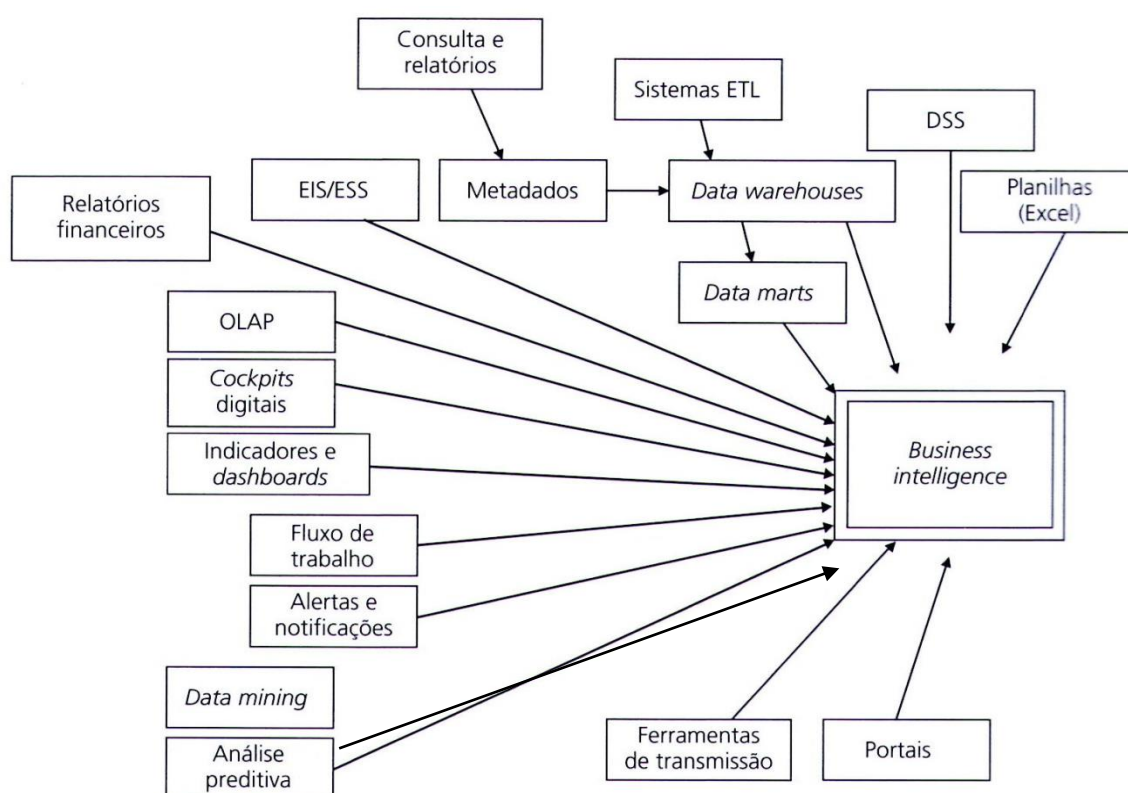 Consulta e
relatórios
Sistemas ETL
DSS
EIS/ESS
Metadados
Data warehouses
Planilhas
(Excel)
Relatórios
financeiros
Data marts
OLAP
Cockpits
digitais
Indicadores e
dashboards
Business
intelligence
Fluxo de
trabalho
Alertas e
notificações
Data mining
Análise
preditiva
Ferramentas
de transmissão
Portais